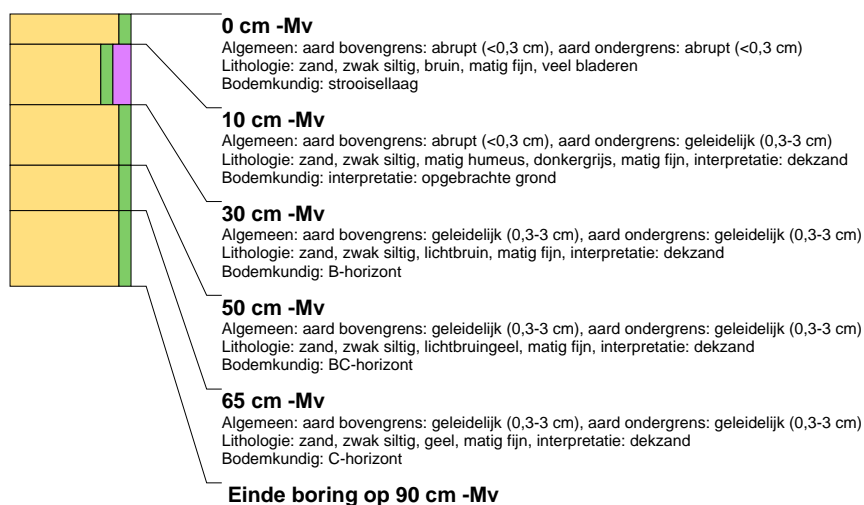 0 cm -Mv
Algemeen: aard bovengrens: abrupt (<0,3 cm), aard ondergrens: abrupt (<0,3 cm)
Lithologie: zand, zwak siltig, bruin, matig fijn, veel bladeren
Bodemkundig: strooisellaag
10 cm -Mv
Algemeen: aard bovengrens: abrupt (<0,3 cm), aard ondergrens: geleidelijk (0,3-3 cm)
Lithologie: zand, zwak siltig, matig humeus, donkergrijs, matig fijn, interpretatie: dekzand
Bodemkundig: interpretatie: opgebrachte grond
30 cm -Mv
Algemeen: aard bovengrens: geleidelijk (0,3-3 cm), aard ondergrens: geleidelijk (0,3-3 cm)
Lithologie: zand, zwak siltig, lichtbruin, matig fijn, interpretatie: dekzand
Bodemkundig: B-horizont
50 cm -Mv
Algemeen: aard bovengrens: geleidelijk (0,3-3 cm), aard ondergrens: geleidelijk (0,3-3 cm)
Lithologie: zand, zwak siltig, lichtbruingeel, matig fijn, interpretatie: dekzand
Bodemkundig: BC-horizont
65 cm -Mv
Algemeen: aard bovengrens: geleidelijk (0,3-3 cm), aard ondergrens: geleidelijk (0,3-3 cm)
Lithologie: zand, zwak siltig, geel, matig fijn, interpretatie: dekzand
Bodemkundig: C-horizont
Einde boring op 90 cm -Mv